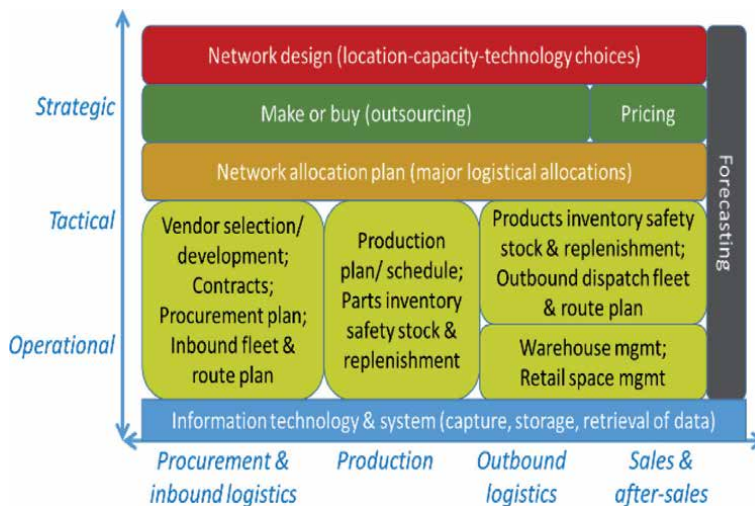 Network design (location-capacity-technology choices)
Strategic
Make or buy (outsourcing)
Pricing
Network allocation plan (major logistical allocations)
Forecasting
Tactical
Vendor selection/
development;
Contracts;
Procurement plan;
Inbound fleet &
route plan
Production
plan/ schedule;
Parts inventory
safety stock &
replenishment
Products inventory safety
stock & replenishment;
Outbound dispatch fleet
& route plan
Operational
Warehouse mgmt;
Retail space mgmt
Information technology & system (capture, storage, retrieval of data)
Procurement &
inbound logistics
Production
Outbound
logistics
Sales &
after-sales